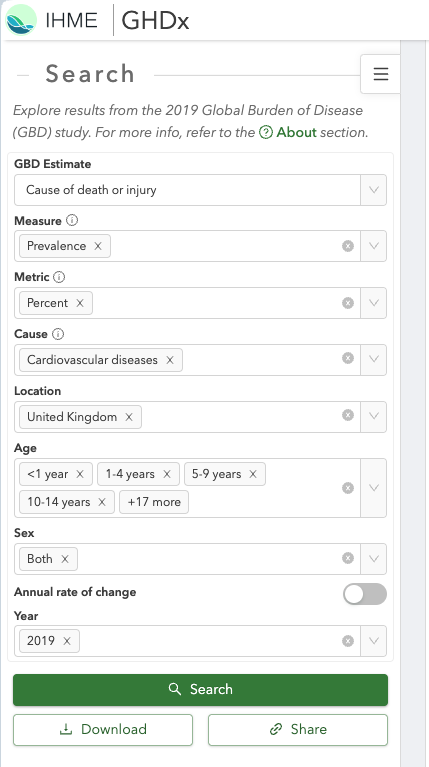 IHME GHDx
Search
Explore results from the 2019 Global Burden of Disease
(GBD) study. For more info, refer to the ? About section.
GBD Estimate
Cause of death or injury
Measure i
Prevalence ×
Metric i
Percent ×
Cause i
Cardiovascular diseases ×
Location
United Kingdom ×
Age
<1 year × 1-4 years × 5-9 years ×
10-14 years × +17 more
Sex
Both ×
Annual rate of change
Year
2019 ×
Search
Download Share